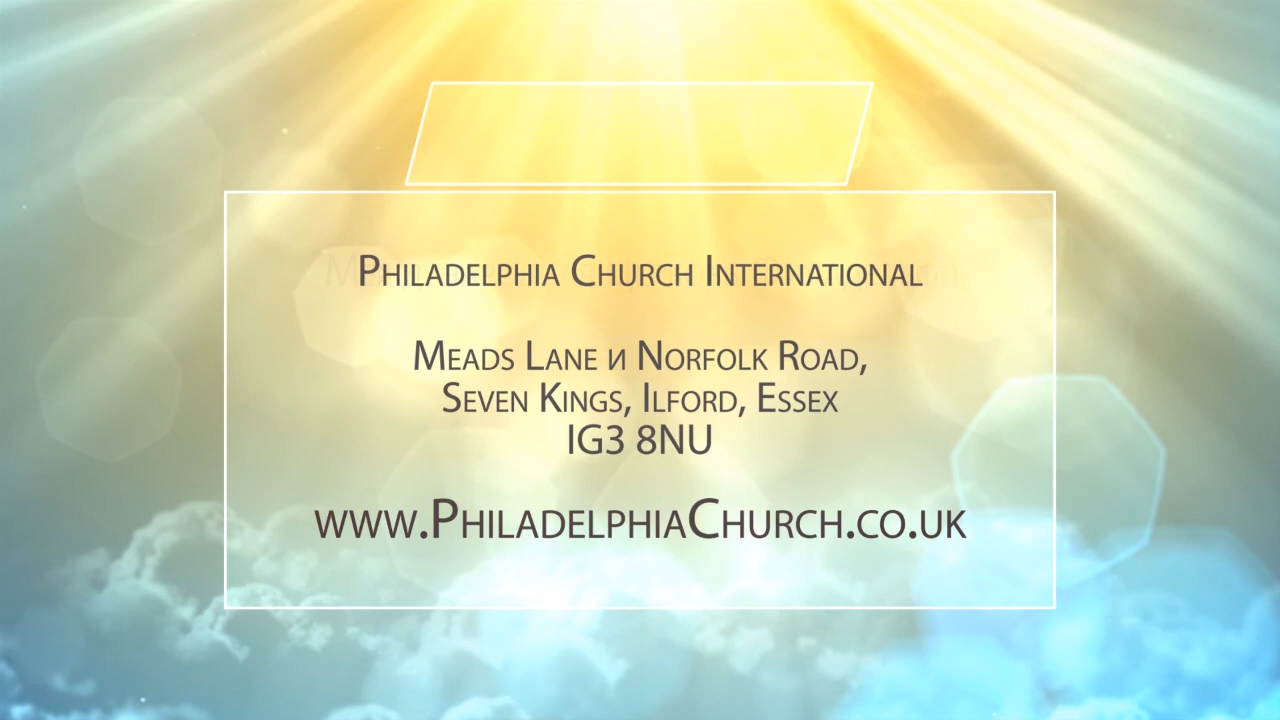 Philadelphia Church International
Meads Lane и Norfolk Road,
Seven Kings, Ilford, Essex
IG3 8NU
www.PhiladelphiaChurch.co.uk